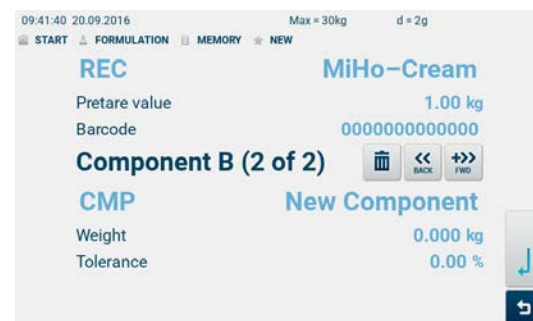 09:41:40 20.09.2016 Max = 30kg d = 2g
START FORMULATION MEMORY NEW
REC MiHo–Cream
Pretare value 1.00 kg
Barcode 0000000000000
Component B (2 of 2) << BACK +>> FWD
CMP New Component
Weight 0.000 kg
Tolerance 0.00 %